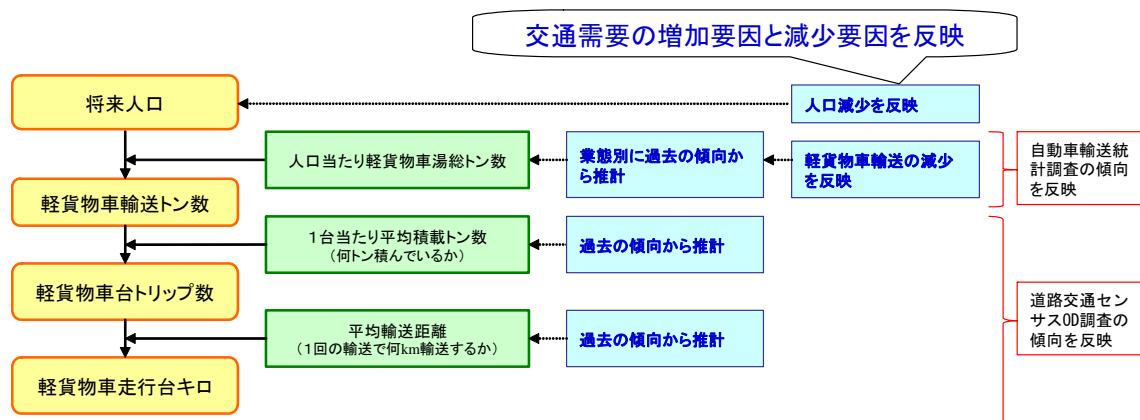 交通需要の増加要因と減少要因を反映
将来人口
人口減少を反映
人口当たり軽貨物車湯総トン数
業態別に過去の傾向か
ら推計
軽貨物車輸送の減少
を反映
自動車輸送統
計調査の傾向
を反映
軽貨物車輸送トン数
1台当たり平均積載トン数
（何トン積んでいるか）
過去の傾向から推計
軽貨物車台トリップ数
道路交通セン
サスOD調査の
傾向を反映
平均輸送距離
（1回の輸送で何km輸送するか）
過去の傾向から推計
軽貨物車走行台キロ